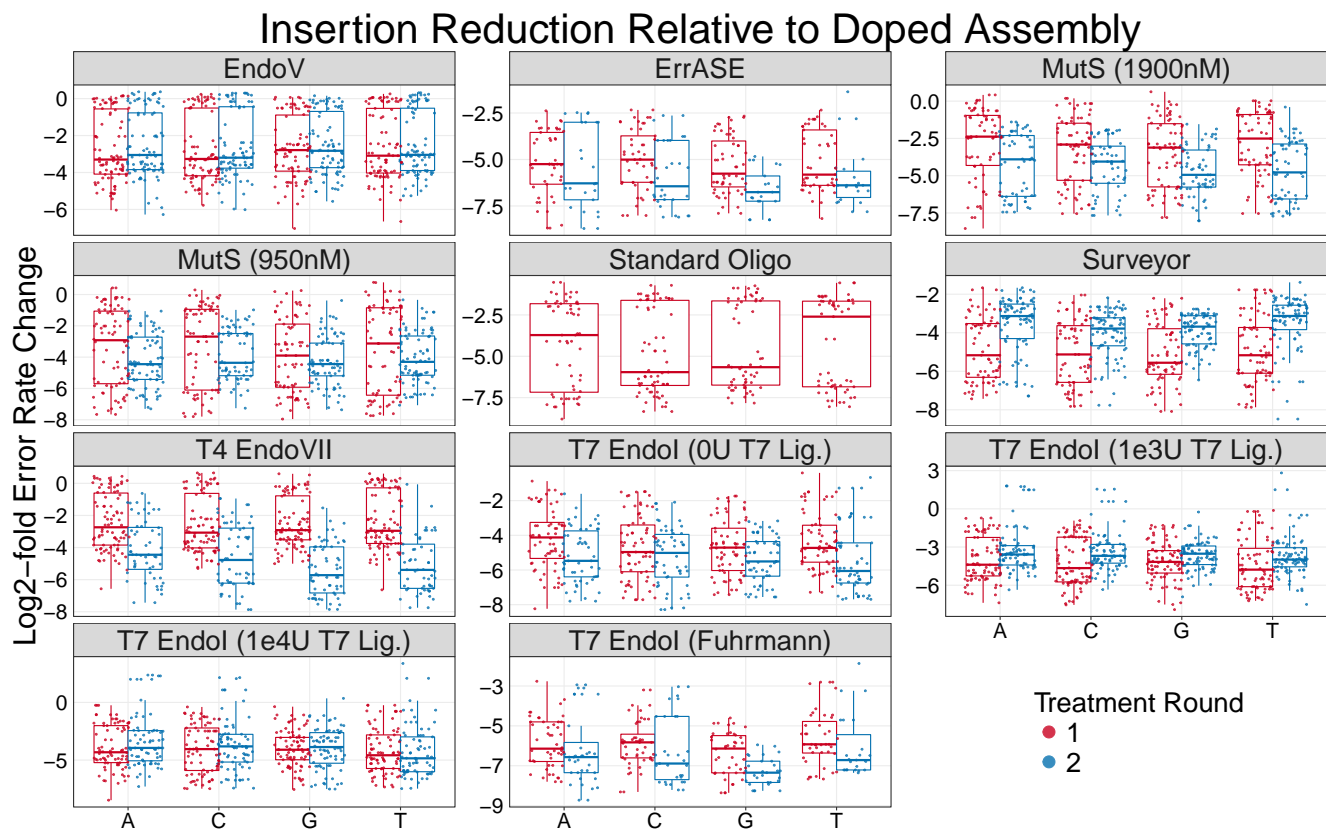 Insertion Reduction Relative to Doped Assembly
EndoV
ErrASE
MutS (1900nM)
0
−2
−4
−6
−2.5
−5.0
−7.5
0.0
−2.5
−5.0
−7.5
MutS (950nM)
Standard Oligo
Surveyor
0
−2
−4
−6
−8
−2.5
−5.0
−7.5
−2
−4
−6
−8
Log2−fold Error Rate Change
T4 EndoVII
T7 EndoI (0U T7 Lig.)
T7 EndoI (1e3U T7 Lig.)
0
−2
−4
−6
−8
−2
−4
−6
−8
3
0
−3
−6
A C G T
T7 EndoI (1e4U T7 Lig.)
T7 EndoI (Fuhrmann)
0
−5
−3
−5
−7
−9
A C G T
A C G T
Treatment Round
1
2